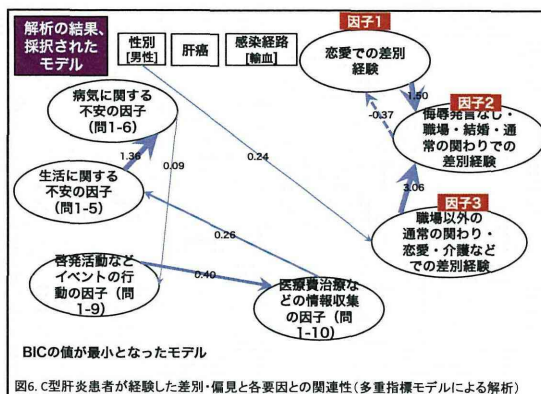 解析の結果、
採択された
モデル
性別
[男性]
肝癌
感染経路
[輸血]
因子1
恋愛での差別
経験
1.50
-0.37
因子2
侮辱発言なし・
職場・結婚・通
常の関わりでの
差別経験
病気に関する
不安の因子
(問1-6)
1.36
0.09
0.24
生活に関する
不安の因子
(問1-5)
3.06
因子3
職場以外の
通常の関わり・
恋愛・介護など
での差別経験
0.26
啓発活動など
イベントの行
動の因子(問
1-9)
0.40
医療費治療な
どの情報収集
の因子(問
1-10)
BICの値が最小となったモデル
図6. C型肝炎患者が経験した差別・偏見と各要因との関連性(多重指標モデルによる解析)